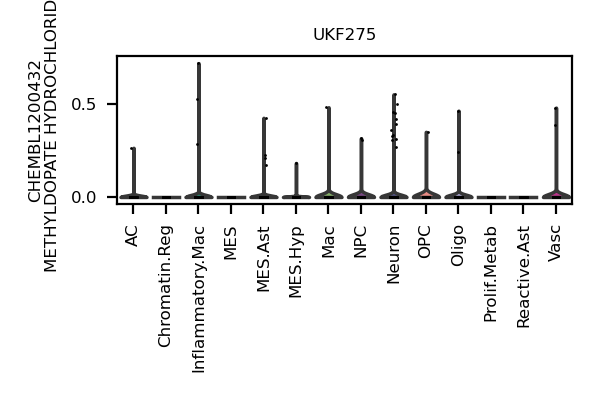 UKF275
CHEMBL1200432
METHYLDOPATE HYDROCHLORID
0.5
0.0
AC
Chromatin.Reg
Inflammatory.Mac
MES
MES.Ast
MES.Hyp
Mac
NPC
Neuron
OPC
Oligo
Prolif.Metab
Reactive.Ast
Vasc